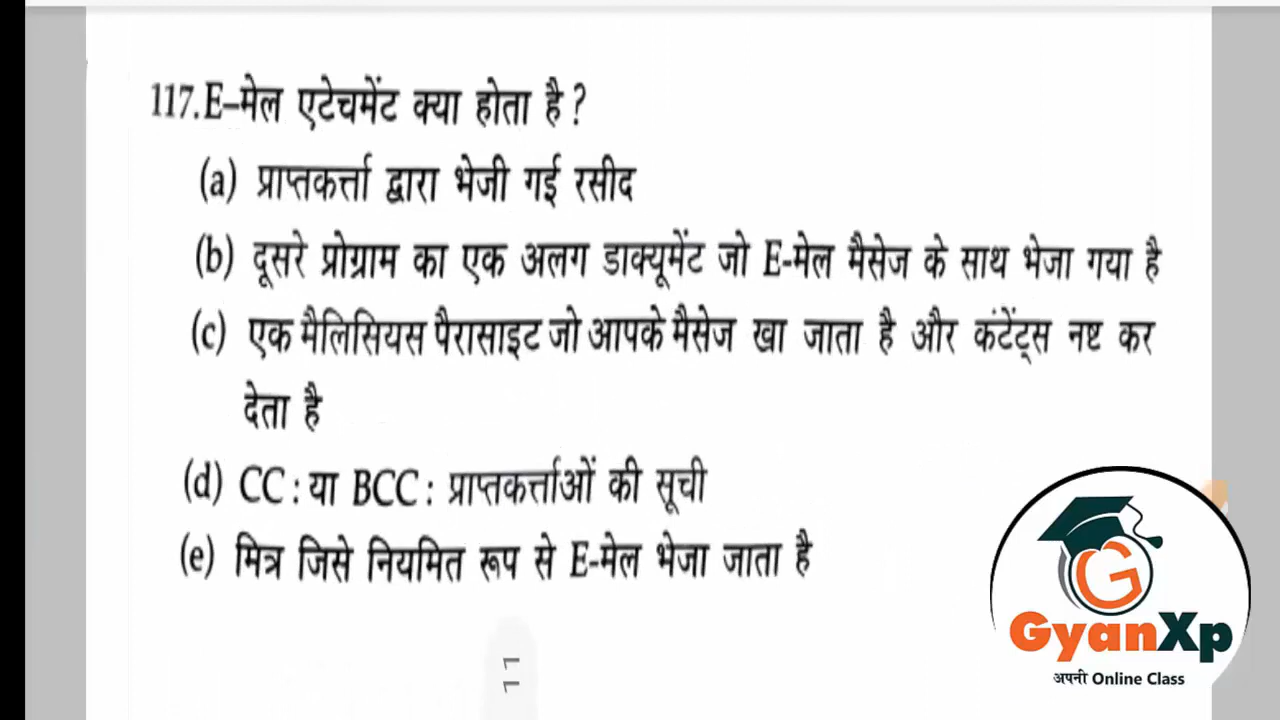 117. E–मेल एटेचमेंट क्या होता है ?
(a) प्राप्तकर्त्ता द्वारा भेजी गई रसीद
(b) दूसरे प्रोग्राम का एक अलग डाक्यूमेंट जो E-मेल मैसेज के साथ भेजा गया है
(c) एक मैलिसियस पैरासाइट जो आपके मैसेज खा जाता है और कंटेंट्स नष्ट कर
देता है
(d) CC : या BCC : प्राप्तकर्त्ताओं की सूची
(e) मित्र जिसे नियमित रूप से E-मेल भेजा जाता है
11
G
GyanXp
अपनी Online Class